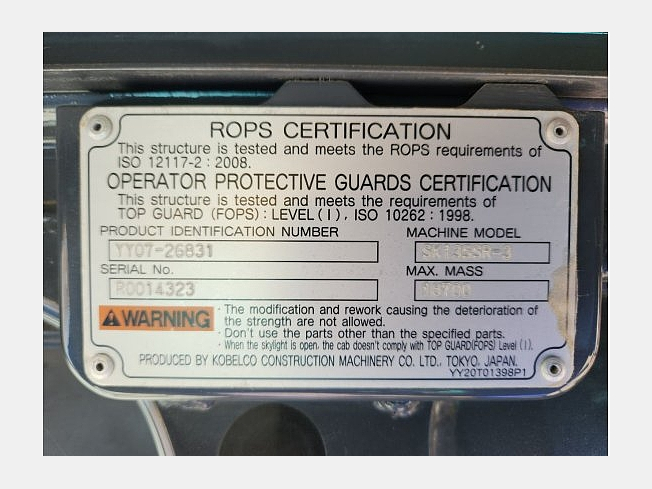 ROPS CERTIFICATION
This structure is tested and meets the ROPS requirements of
ISO 12117-2 : 2008.
OPERATOR PROTECTIVE GUARDS CERTIFICATION
This structure is tested and meets the requirements of
TOP GUARD (FOPS) : LEVEL (I), ISO 10262 : 1998.
PRODUCT IDENTIFICATION NUMBER MACHINE MODEL
YY07-26831 SK135SR-3
SERIAL No. MAX. MASS
R0014323
WARNING
· The modification and rework causing the deterioration of
the strength are not allowed.
· Don't use the parts other than the specified parts.
· When the skylight is open, the cab doesn't comply with TOP GUARD(FOPS) Level (I).
PRODUCED BY KOBELCO CONSTRUCTION MACHINERY CO. LTD., TOKYO, JAPAN.
YY20T01398P1